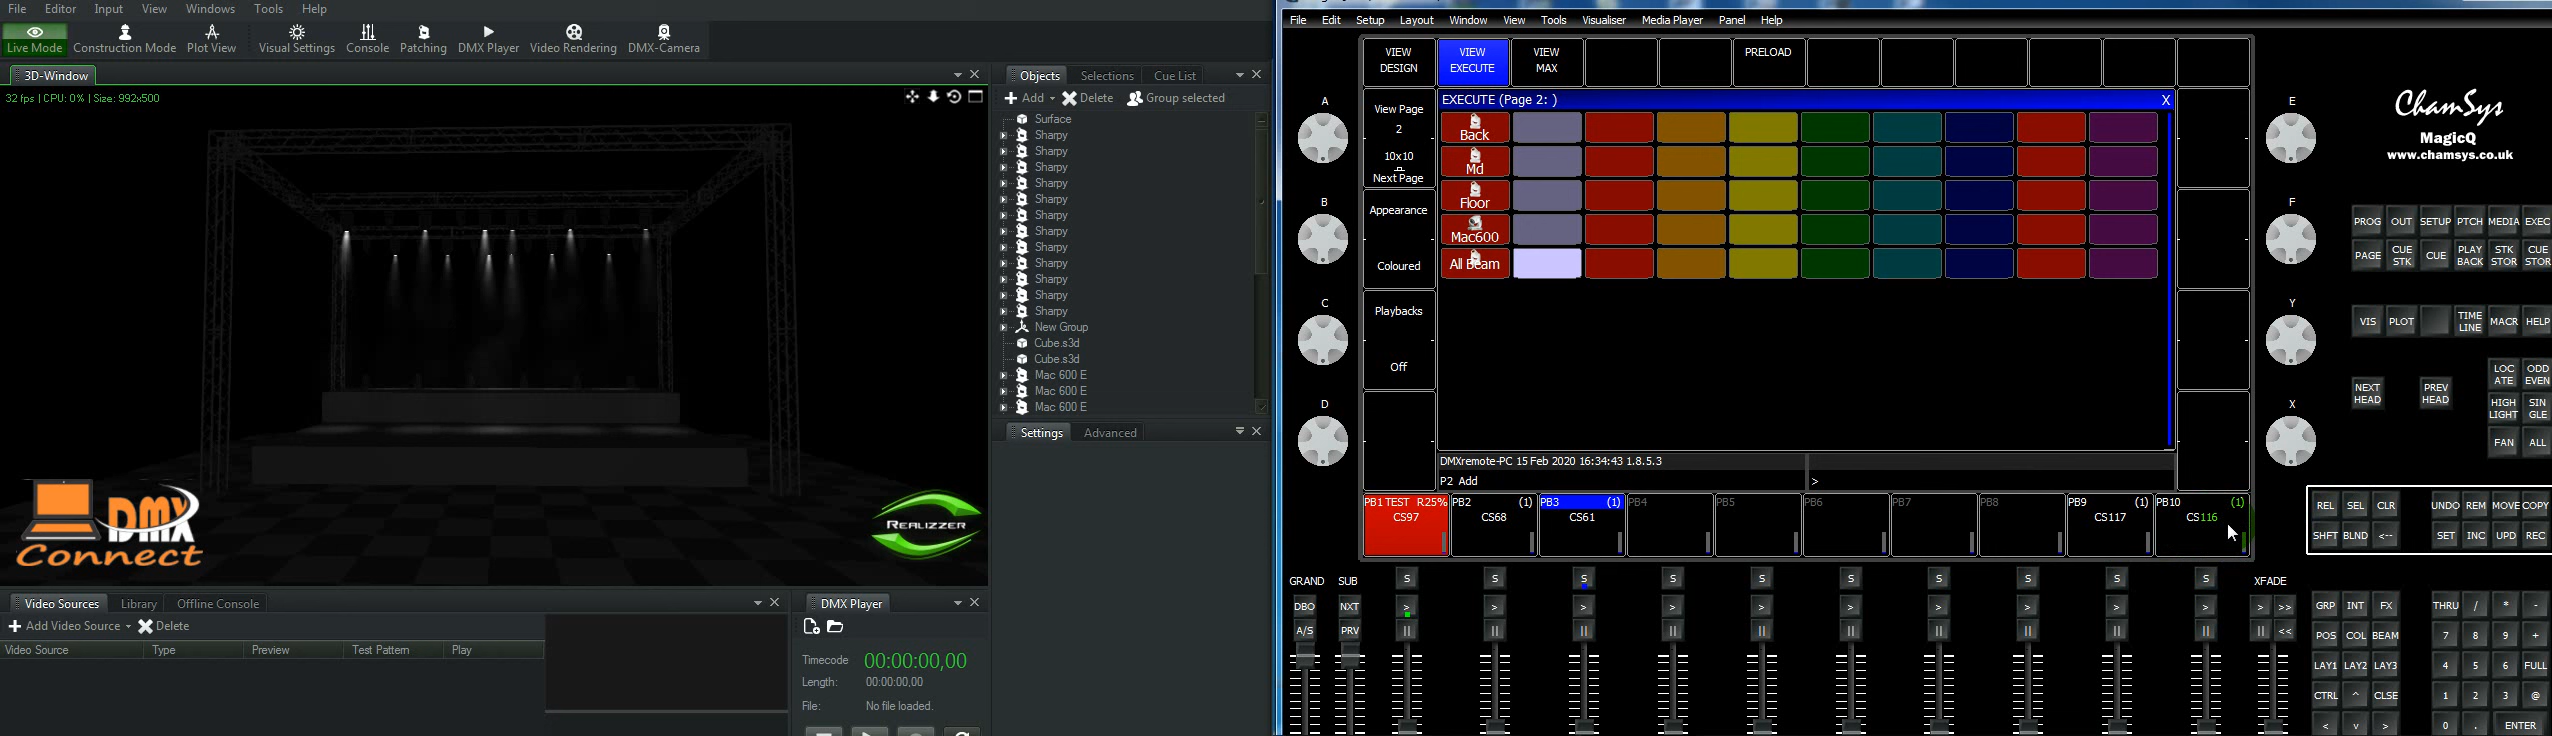 File Editor Input View Windows Tools Help
Live Mode Construction Mode Plot View Visual Settings Console Patching DMX Player Video Rendering DMX-Camera
3D-Window
32 fps | CPU: 0% | Size: 992x500
DMX
Connect
REALIZZER
Objects Selections Cue List
Add Delete Group selected
Surface
Sharpy
Sharpy
Sharpy
Sharpy
Sharpy
Sharpy
Sharpy
Sharpy
Sharpy
Sharpy
Sharpy
Sharpy
New Group
Cube.s3d
Cube.s3d
Mac 600 E
Mac 600 E
Mac 600 E
Settings Advanced
Video Sources Library Offline Console
Add Video Source Delete
Video Source Type Preview Test Pattern Play
DMX Player
Timecode 00:00:00,00
Length: 00:00:00,00
File: No file loaded.
File Edit Setup Layout Window View Tools Visualiser Media Player Panel Help
VIEW DESIGN
VIEW EXECUTE
VIEW MAX
PRELOAD
View Page
2
10x10
Next Page
Appearance
Coloured
Playbacks
Off
EXECUTE (Page 2: ) X
Back
Md
Floor
Mac600
All Beam
DMXremote-PC 15 Feb 2020 16:34:43 1.8.5.3
P2 Add >
PB1 TEST R25% PB2 (1) PB3 (1) PB4 PB5 PB6 PB7 PB8 PB9 (1) PB10 (1)
CS97 CS68 CS61 CS117 CS116
A
B
C
D
E
F
Y
X
ChamSys
MagicQ
www.chamsys.co.uk
PROG OUT SETUP PTCH MEDIA EXEC
PAGE CUE STK CUE PLAY BACK STK STOR CUE STOR
VIS PLOT TIME LINE MACR HELP
LOC ATE ODD EVEN
NEXT HEAD PREV HEAD
HIGH LIGHT SIN GLE
FAN ALL
REL SEL CLR UNDO REM MOVE COPY
SHFT BLND <-- SET INC UPD REC
GRAND SUB S S S S S S S S S S XFADE
DBO NXT > > > > > > > > > > > >>
A/S PRV || || || || || || || || || || || <<
GRP INT FX THRU / * -
POS COL BEAM 7 8 9 +
LAY1 LAY2 LAY3 4 5 6 FULL
CTRL ^ CLSE 1 2 3 @
< v > 0 . ENTER